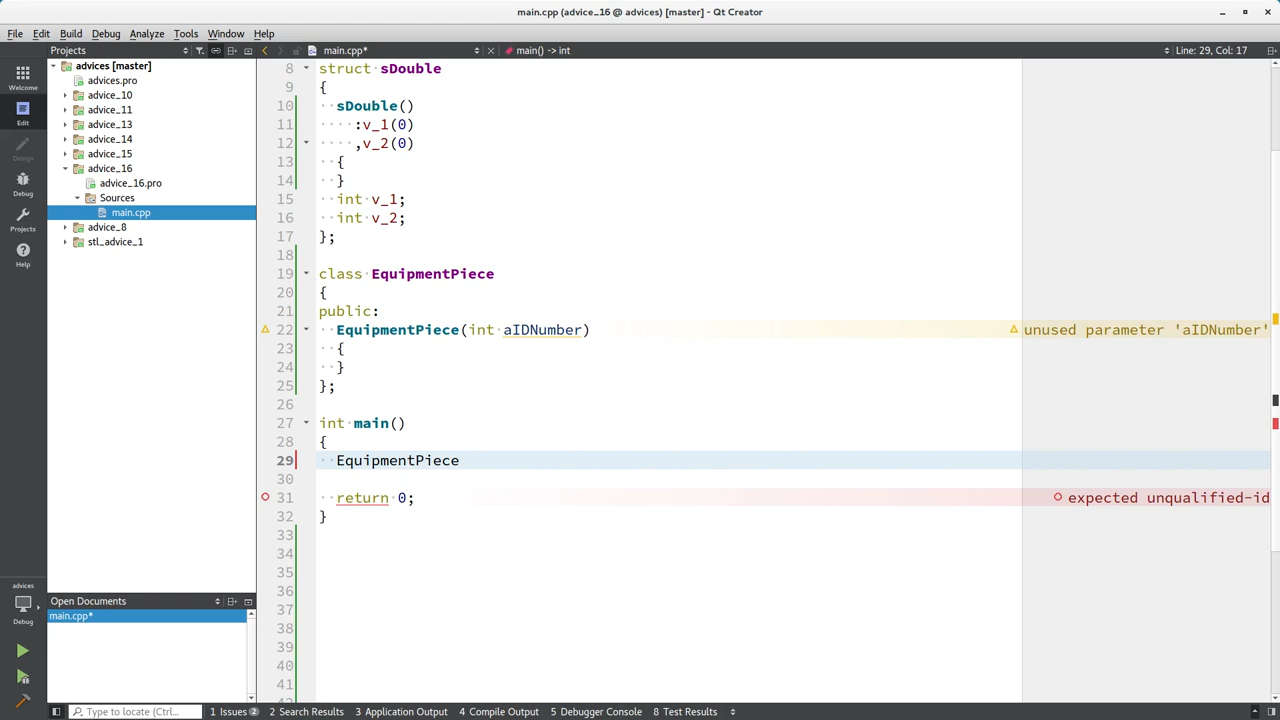 main.cpp (advice_16 @ advices) [master] - Qt Creator
File Edit Build Debug Analyze Tools Window Help
Projects
main.cpp*
main() -> int
Line: 29, Col: 17
Welcome
Edit
Design
Debug
Projects
Help
advices [master]
advices.pro
advice_10
advice_11
advice_13
advice_14
advice_15
advice_16
advice_16.pro
Sources
main.cpp
advice_8
stl_advice_1
8 struct sDouble
9 {
10 sDouble()
11 :v_1(0)
12 ,v_2(0)
13 {
14 }
15 int v_1;
16 int v_2;
17 };
18
19 class EquipmentPiece
20 {
21 public:
22 EquipmentPiece(int aIDNumber) unused parameter 'aIDNumber'
23 {
24 }
25 };
26
27 int main()
28 {
29 EquipmentPiece
30
31 return 0; expected unqualified-id
32 }
33
34
35
36
37
38
39
40
41
Open Documents
main.cpp*
advices
Debug
Type to locate (Ctrl...
1 Issues 2 2 Search Results 3 Application Output 4 Compile Output 5 Debugger Console 8 Test Results